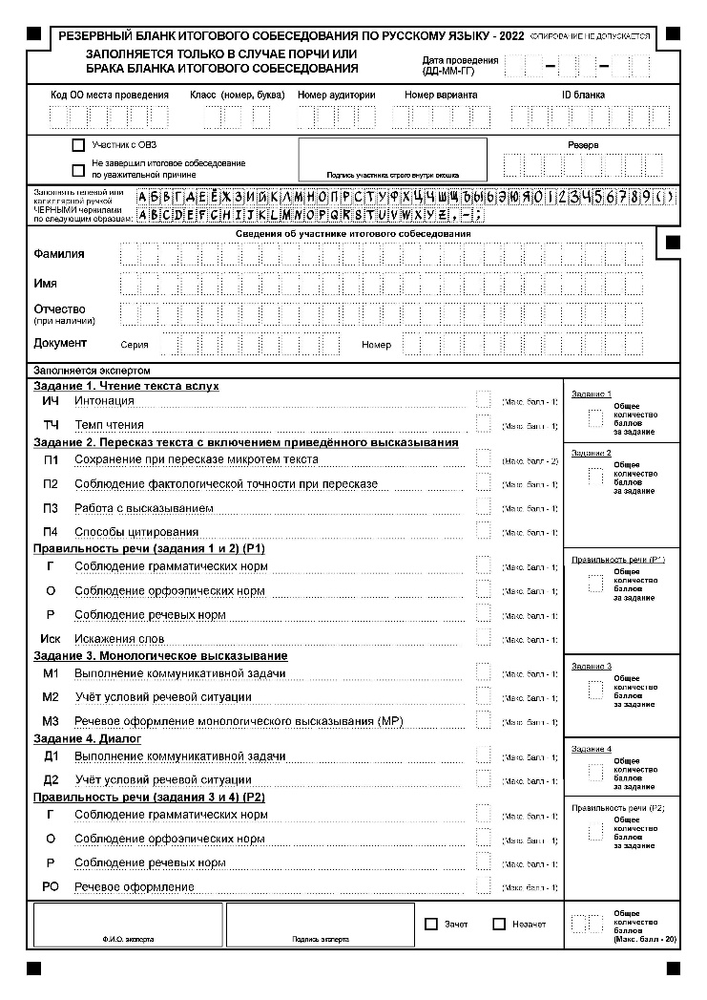 РЕЗЕРВНЫЙ БЛАНК ИТОГОВОГО СОБЕСЕДОВАНИЯ ПО РУССКОМУ ЯЗЫКУ - 2022 КОПИРОВАНИЕ НЕ ДОПУСКАЕТСЯ
ЗАПОЛНЯЕТСЯ ТОЛЬКО В СЛУЧАЕ ПОРЧИ ИЛИ
БРАКА БЛАНКА ИТОГОВОГО СОБЕСЕДОВАНИЯ
Дата проведения
(ДД-ММ-ГГ) – –
Код ОО места проведения Класс (номер, буква) Номер аудитории Номер варианта ID бланка
Участник с ОВЗ
Не завершил итоговое собеседование
по уважительной причине
Подпись участника строго внутри окошка
Резерв
Заполнять гелевой или
капиллярной ручкой
ЧЕРНЫМИ чернилами
по следующим образцам:
АБВГДЕЁЖЗИЙКЛМНОПРСТУФХЦЧШЩЪЫЬЭЮЯ0123456789()
ABCDEFGHIJKLMNOPQRSTUVWXYZ,-;
Сведения об участнике итогового собеседования
Фамилия
Имя
Отчество
(при наличии)
Документ Серия Номер
Заполняется экспертом
Задание 1. Чтение текста вслух
ИЧ Интонация (Макс. балл - 1)
ТЧ Темп чтения (Макс. балл - 1)
Задание 1
Общее
количество
баллов
за задание
Задание 2. Пересказ текста с включением приведённого высказывания
П1 Сохранение при пересказе микротем текста (Макс. балл - 2)
П2 Соблюдение фактологической точности при пересказе (Макс. балл - 1)
П3 Работа с высказыванием (Макс. балл - 1)
П4 Способы цитирования (Макс. балл - 1)
Задание 2
Общее
количество
баллов
за задание
Правильность речи (задания 1 и 2) (Р1)
Г Соблюдение грамматических норм (Макс. балл - 1)
О Соблюдение орфоэпических норм (Макс. балл - 1)
Р Соблюдение речевых норм (Макс. балл - 1)
Иск Искажения слов (Макс. балл - 1)
Правильность речи (Р1)
Общее
количество
баллов
за задание
Задание 3. Монологическое высказывание
М1 Выполнение коммуникативной задачи (Макс. балл - 1)
М2 Учёт условий речевой ситуации (Макс. балл - 1)
М3 Речевое оформление монологического высказывания (МР) (Макс. балл - 1)
Задание 3
Общее
количество
баллов
за задание
Задание 4. Диалог
Д1 Выполнение коммуникативной задачи (Макс. балл - 1)
Д2 Учёт условий речевой ситуации (Макс. балл - 1)
Задание 4
Общее
количество
баллов
за задание
Правильность речи (задания 3 и 4) (Р2)
Г Соблюдение грамматических норм (Макс. балл - 1)
О Соблюдение орфоэпических норм (Макс. балл - 1)
Р Соблюдение речевых норм (Макс. балл - 1)
РО Речевое оформление (Макс. балл - 1)
Правильность речи (Р2)
Общее
количество
баллов
за задание
Ф.И.О. эксперта Подпись эксперта Зачет Незачет
Общее
количество
баллов
(Макс. балл - 20)